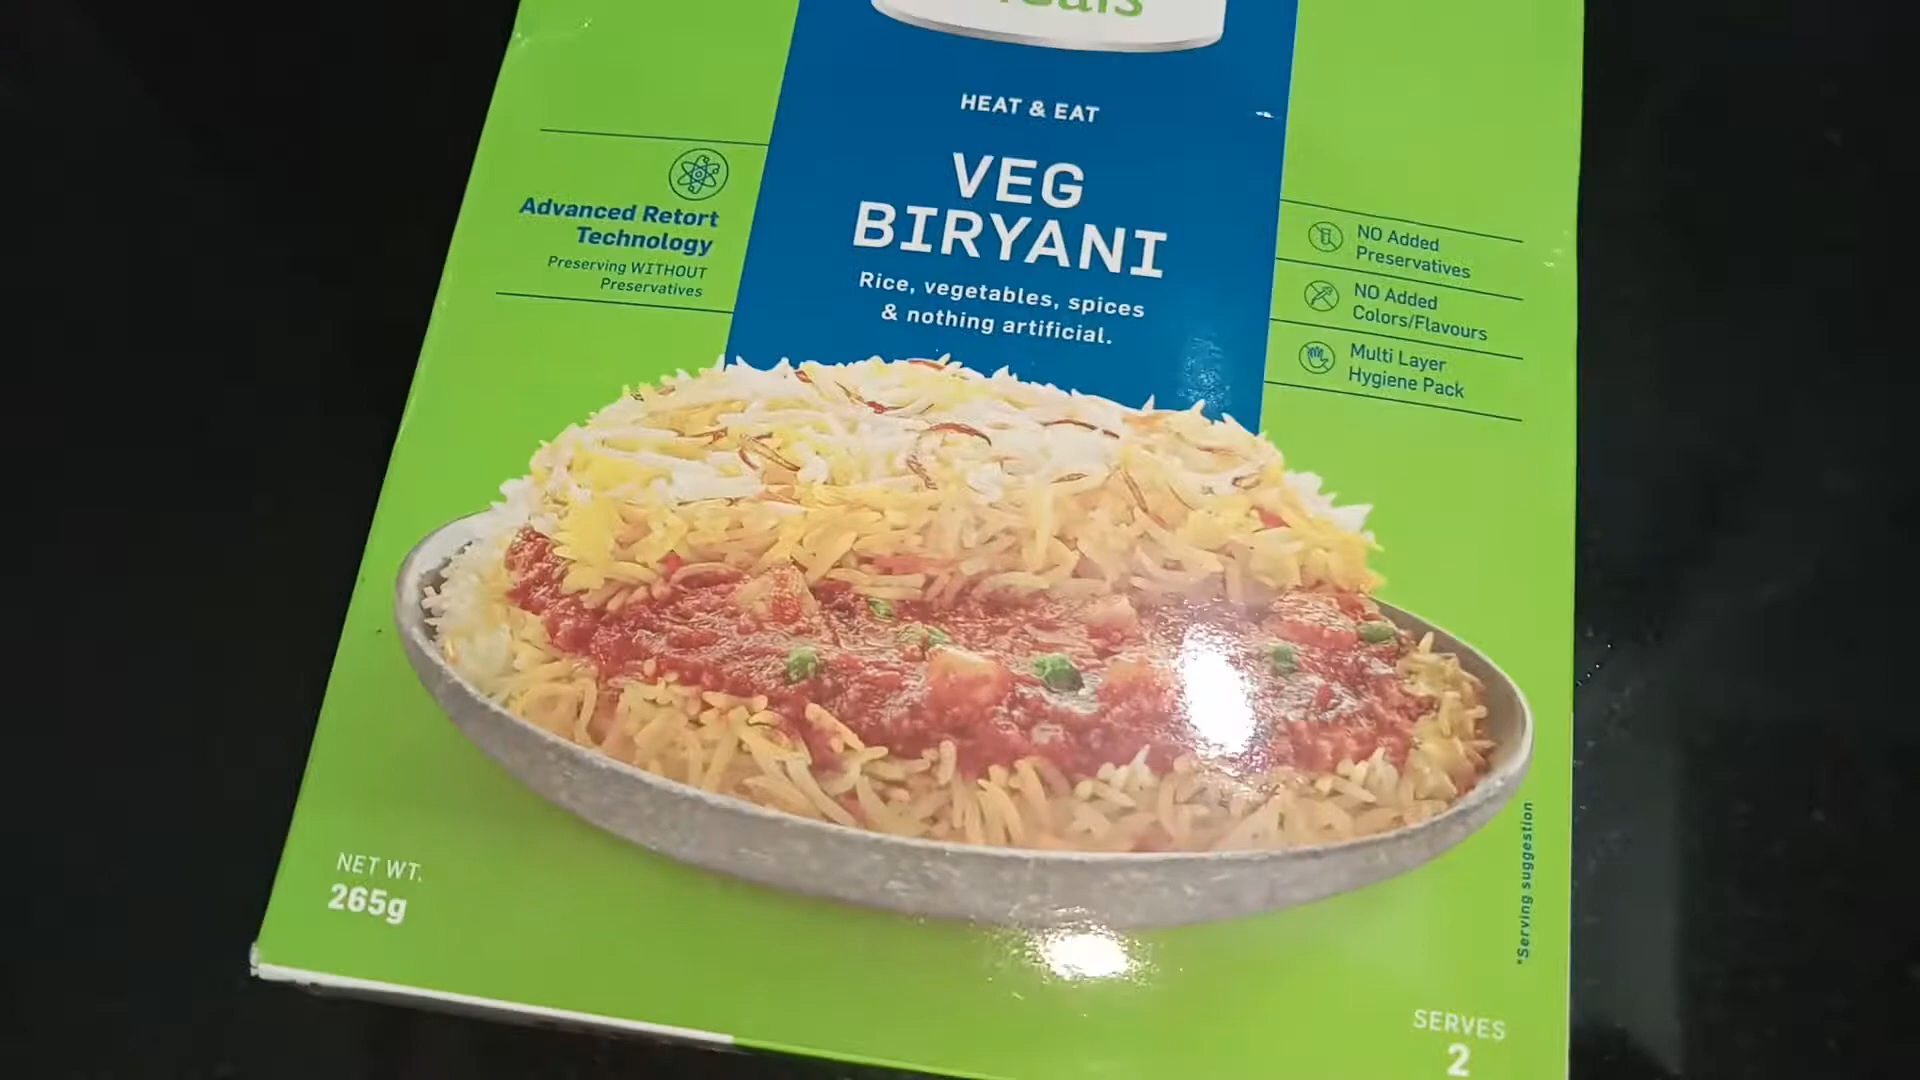 HEAT & EAT
VEG
BIRYANI
Rice, vegetables, spices
& nothing artificial.
Advanced Retort
Technology
Preserving WITHOUT
Preservatives
NO Added
Preservatives
NO Added
Colors/Flavours
Multi Layer
Hygiene Pack
NET WT.
265g
*Serving suggestion
SERVES
2